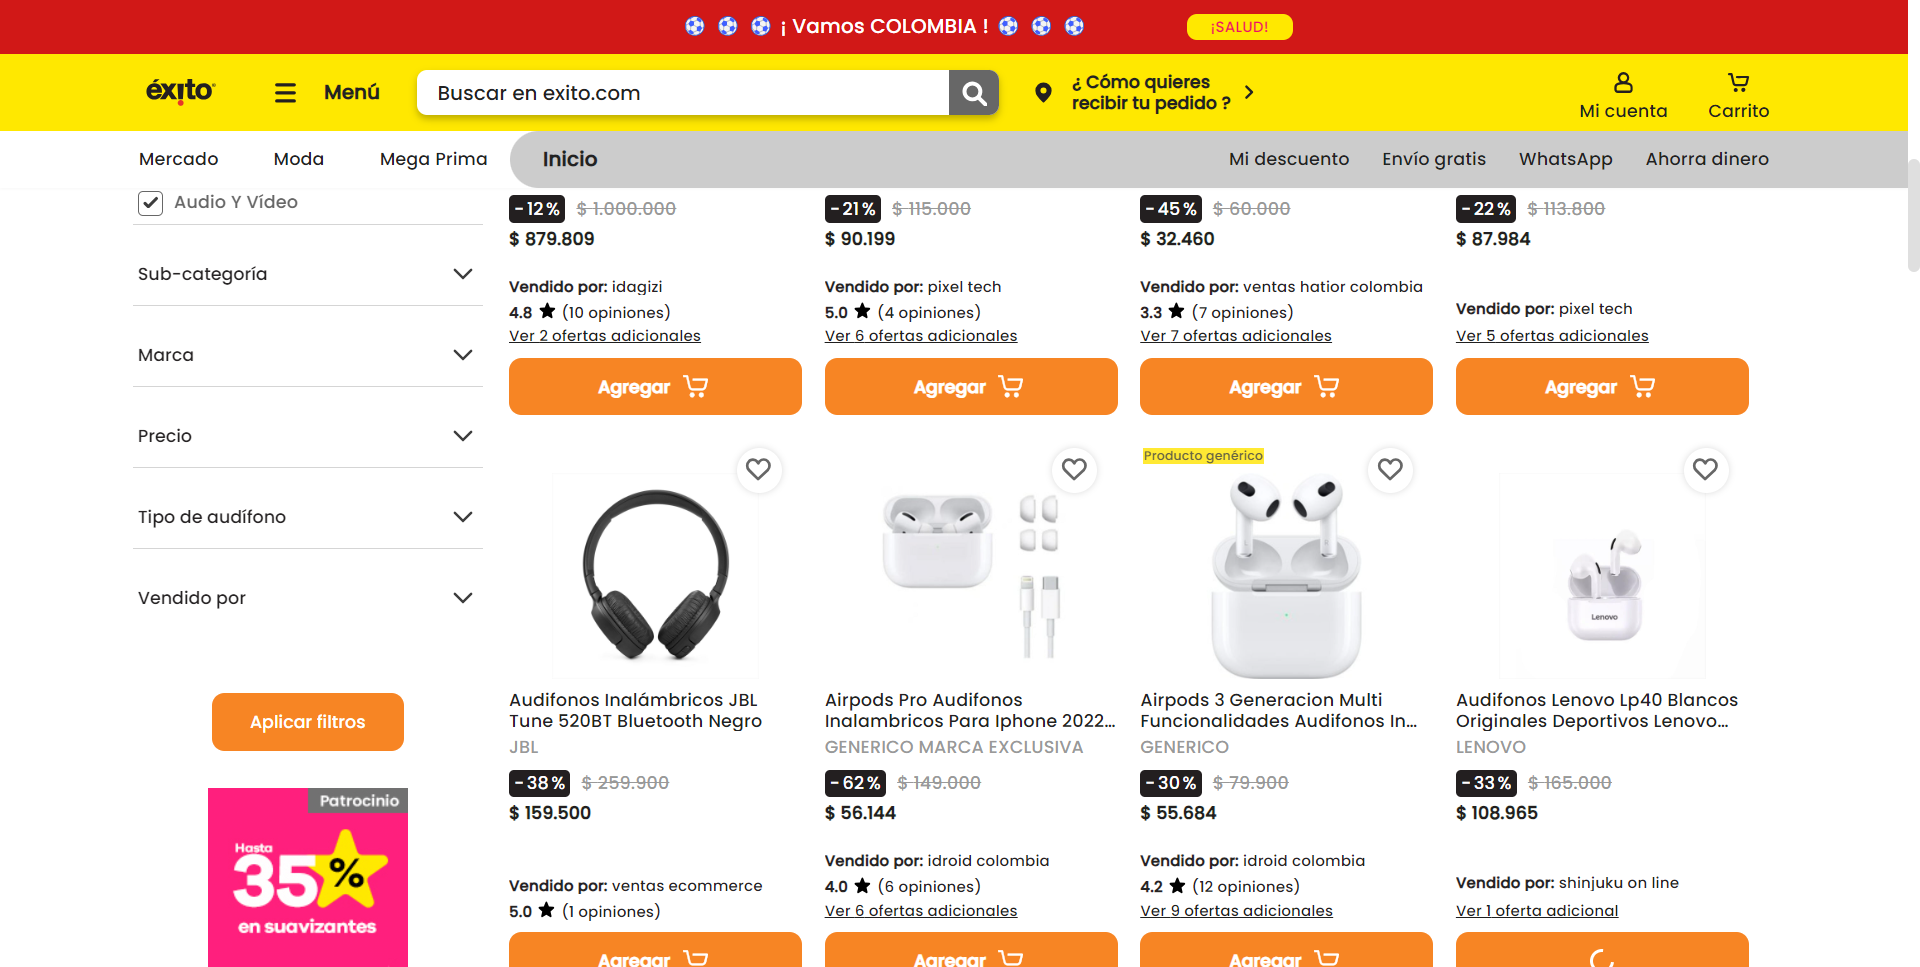 ¡ Vamos COLOMBIA !
¡SALUD!
éxito
Menú
Buscar en exito.com
¿ Cómo quieres
recibir tu pedido ?
Mi cuenta
Carrito
Mercado
Moda
Mega Prima
Inicio
Mi descuento
Envío gratis
WhatsApp
Ahorra dinero
Audio Y Vídeo
Sub-categoría
Marca
Precio
Tipo de audífono
Vendido por
Aplicar filtros
Patrocinio
Hasta
35%
en suavizantes
-12% $ 1.000.000
$ 879.809
Vendido por: idagizi
4.8 ★ (10 opiniones)
Ver 2 ofertas adicionales
Agregar
-21% $ 115.000
$ 90.199
Vendido por: pixel tech
5.0 ★ (4 opiniones)
Ver 6 ofertas adicionales
Agregar
-45% $ 60.000
$ 32.460
Vendido por: ventas hatior colombia
3.3 ★ (7 opiniones)
Ver 7 ofertas adicionales
Agregar
-22% $ 113.800
$ 87.984
Vendido por: pixel tech
Ver 5 ofertas adicionales
Agregar
Audifonos Inalámbricos JBL
Tune 520BT Bluetooth Negro
JBL
-38% $ 259.900
$ 159.500
Vendido por: ventas ecommerce
5.0 ★ (1 opiniones)
Agregar
Airpods Pro Audifonos
Inalambricos Para Iphone 2022...
GENERICO MARCA EXCLUSIVA
-62% $ 149.000
$ 56.144
Vendido por: idroid colombia
4.0 ★ (6 opiniones)
Ver 6 ofertas adicionales
Agregar
Producto genérico
Airpods 3 Generacion Multi
Funcionalidades Audifonos In...
GENERICO
-30% $ 79.900
$ 55.684
Vendido por: idroid colombia
4.2 ★ (12 opiniones)
Ver 9 ofertas adicionales
Agregar
Lenovo
Audifonos Lenovo Lp40 Blancos
Originales Deportivos Lenovo...
LENOVO
-33% $ 165.000
$ 108.965
Vendido por: shinjuku on line
Ver 1 oferta adicional